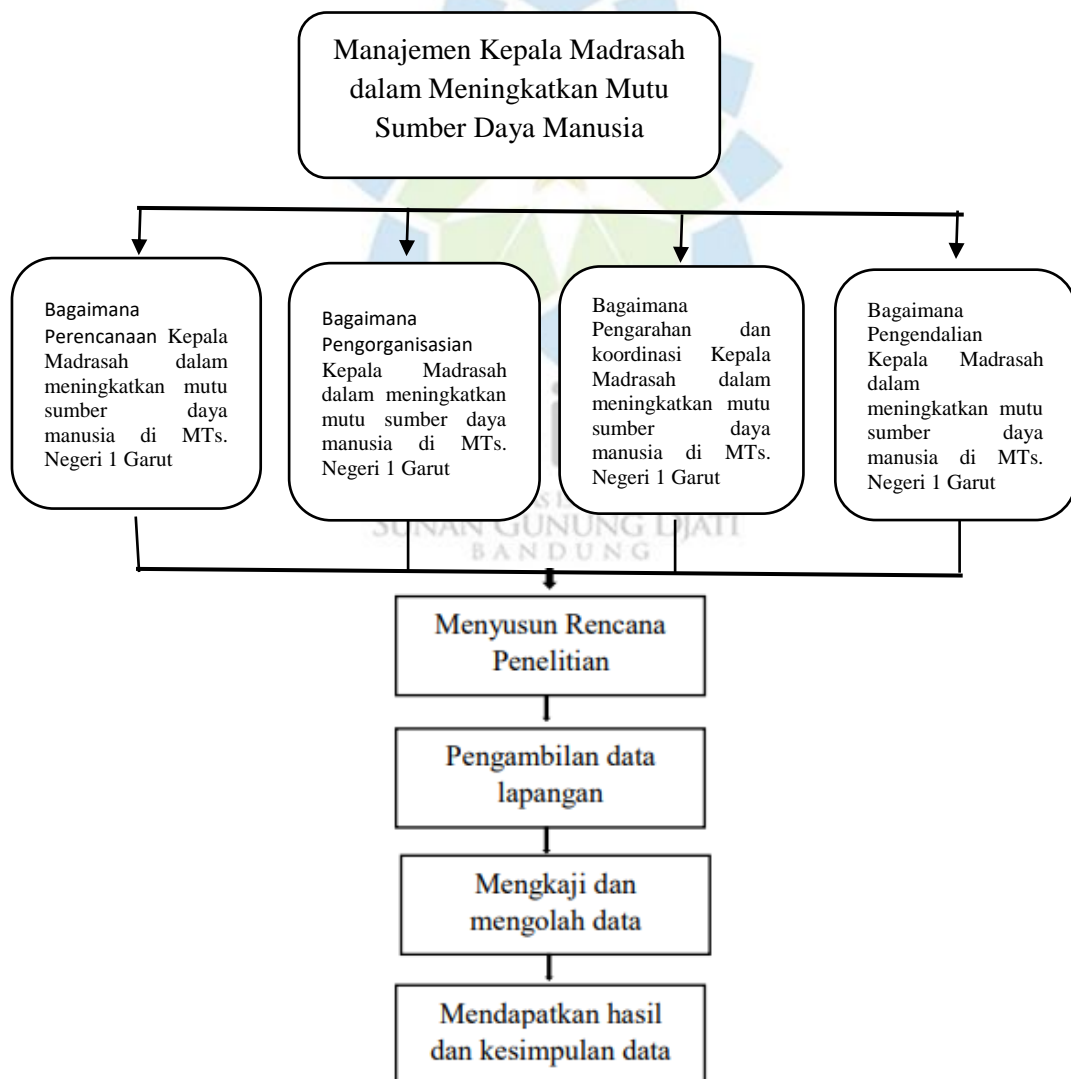 Manajemen Kepala Madrasah
dalam Meningkatkan Mutu
Sumber Daya Manusia
Bagaimana
Perencanaan Kepala
Madrasah dalam
meningkatkan mutu
sumber daya
manusia di MTs.
Negeri 1 Garut
Bagaimana
Pengorganisasian
Kepala Madrasah
dalam meningkatkan
mutu sumber daya
manusia di MTs.
Negeri 1 Garut
Bagaimana
Pengarahan dan
koordinasi Kepala
Madrasah dalam
meningkatkan mutu
sumber daya
manusia di MTs.
Negeri 1 Garut
Bagaimana
Pengendalian
Kepala Madrasah
dalam
meningkatkan mutu
sumber daya
manusia di MTs.
Negeri 1 Garut
SUNAN GUNUNG DJATI
BANDUNG
Menyusun Rencana
Penelitian
Pengambilan data
lapangan
Mengkaji dan
mengolah data
Mendapatkan hasil
dan kesimpulan data